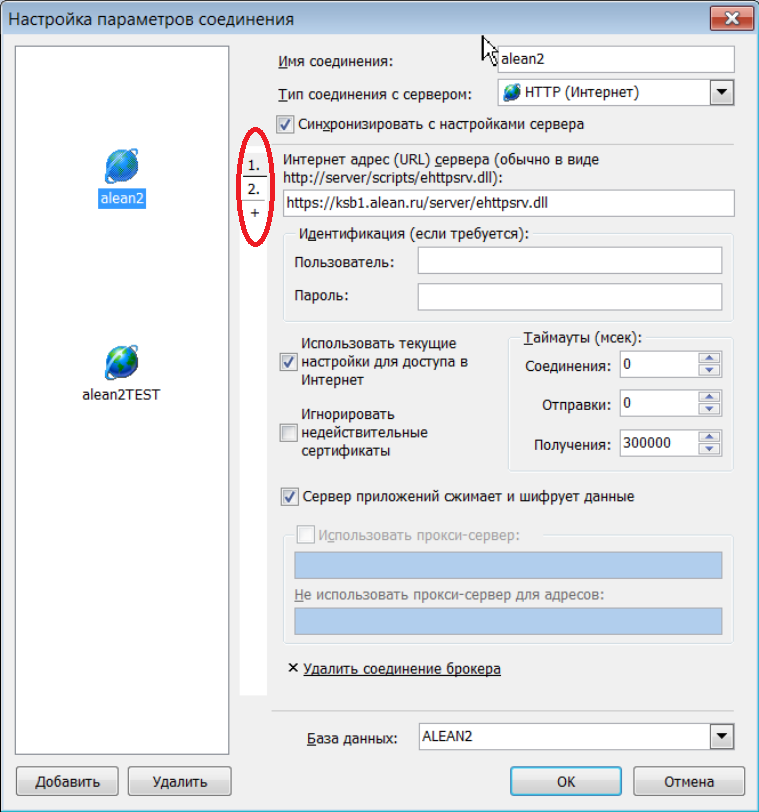 Настройка параметров соединения
alean2
alean2TEST
1.
2.
+
Имя соединения: alean2
Тип соединения с сервером: HTTP (Интернет)
Синхронизировать с настройками сервера
Интернет адрес (URL) сервера (обычно в виде
http://server/scripts/ehttpsrv.dll):
https://ksb1.alean.ru/server/ehttpsrv.dll
Идентификация (если требуется):
Пользователь:
Пароль:
Использовать текущие
настройки для доступа в
Интернет
Игнорировать
недействительные
сертификаты
Таймауты (мсек):
Соединения: 0
Отправки: 0
Получения: 300000
Сервер приложений сжимает и шифрует данные
Использовать прокси-сервер:
Не использовать прокси-сервер для адресов:
Удалить соединение брокера
База данных: ALEAN2
Добавить Удалить OK Отмена